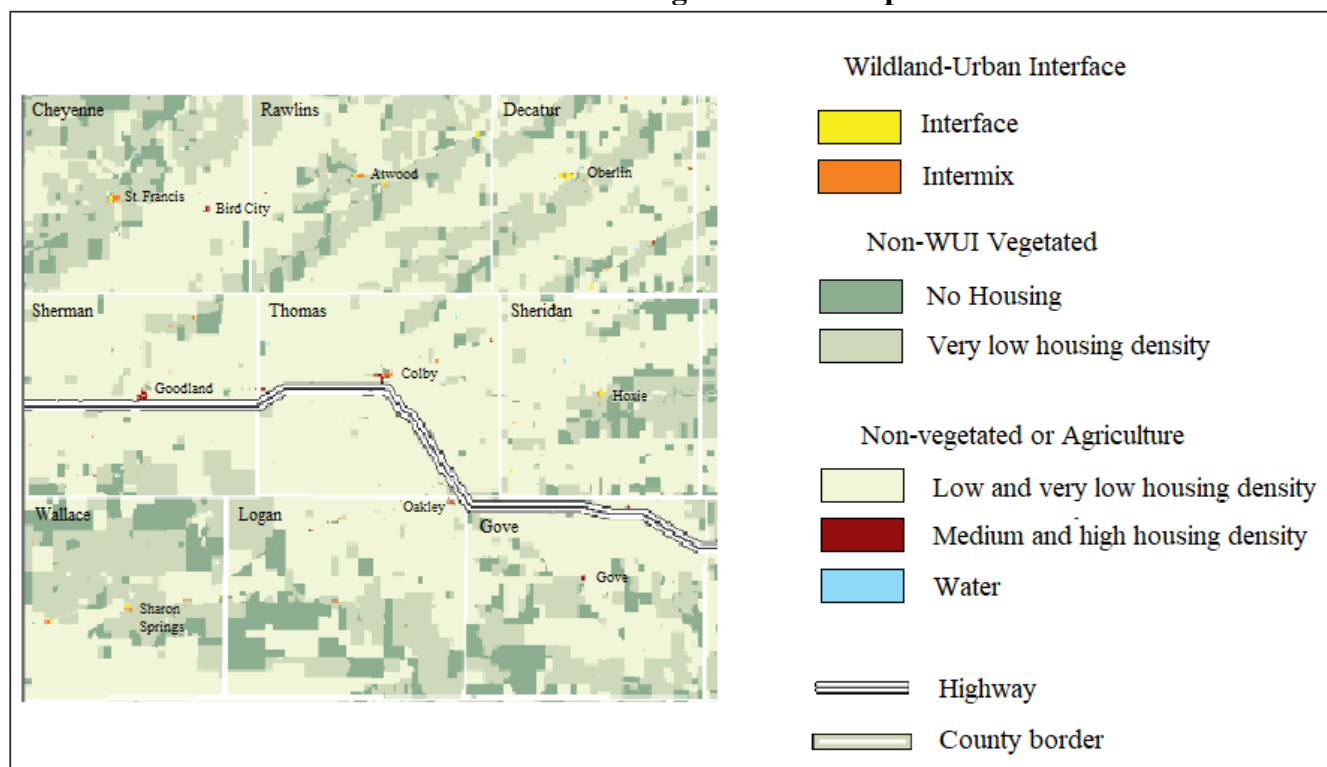 Cheyenne
Rawlins
Decatur
Atwood
Oberlin
St. Francis
Bird City
Sherman
Thomas
Sheridan
Goodland
Colby
Hoxie
Wallace
Logan
Oakley
Gove
Gove
Sharon
Springs
Wildland-Urban Interface
Interface
Intermix
Non-WUI Vegetated
No Housing
Very low housing density
Non-vegetated or Agriculture
Low and very low housing density
Medium and high housing density
Water
Highway
County border